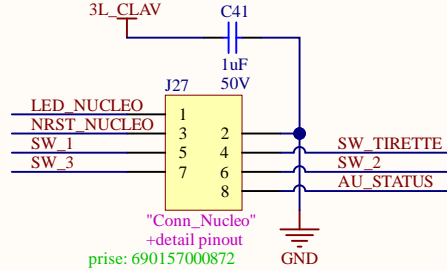 3L_CLAV
C41
1uF
50V
J27
LED_NUCLEO
1
NRST_NUCLEO
3
2
SW_1
5
4
SW_TIRETTE
SW_3
7
6
SW_2
8
AU_STATUS
"Conn_Nucleo"
+detail pinout
prise: 690157000872
GND